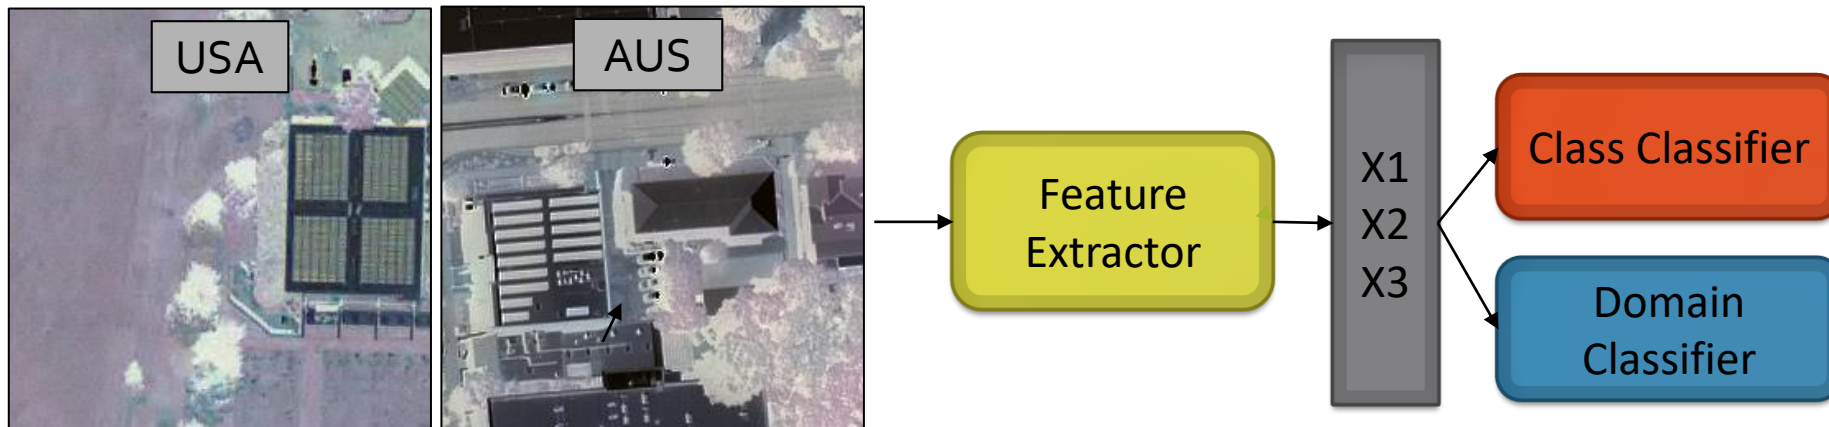 USA
AUS
Feature
Extractor
X1
X2
X3
Class Classifier
Domain
Classifier